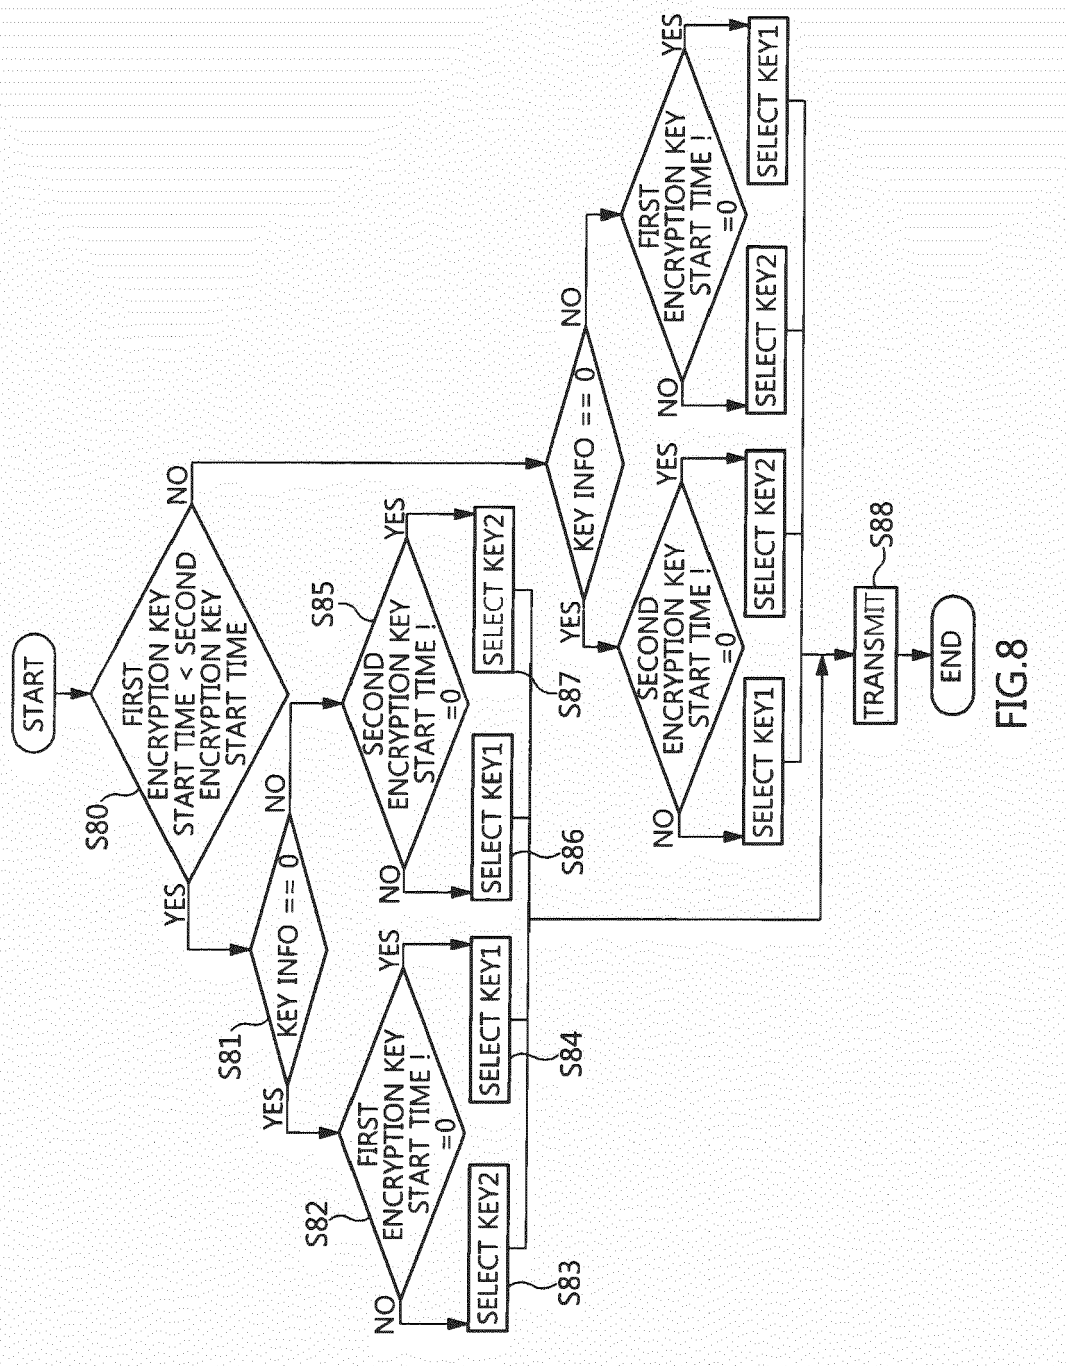 START
S80
FIRST
ENCRYPTION KEY
START TIME < SECOND
ENCRYPTION KEY
START TIME
YES
NO
S81
KEY INFO == 0
YES
NO
S82
FIRST
ENCRYPTION KEY
START TIME !
=0
NO
YES
S85
SECOND
ENCRYPTION KEY
START TIME !
=0
NO
YES
SELECT KEY2
S83
SELECT KEY1
S84
SELECT KEY1
S86
SELECT KEY2
S87
KEY INFO == 0
YES
NO
SECOND
ENCRYPTION KEY
START TIME !
=0
NO
YES
FIRST
ENCRYPTION KEY
START TIME !
=0
NO
YES
SELECT KEY1
SELECT KEY2
SELECT KEY2
SELECT KEY1
TRANSMIT
S88
END
FIG.8